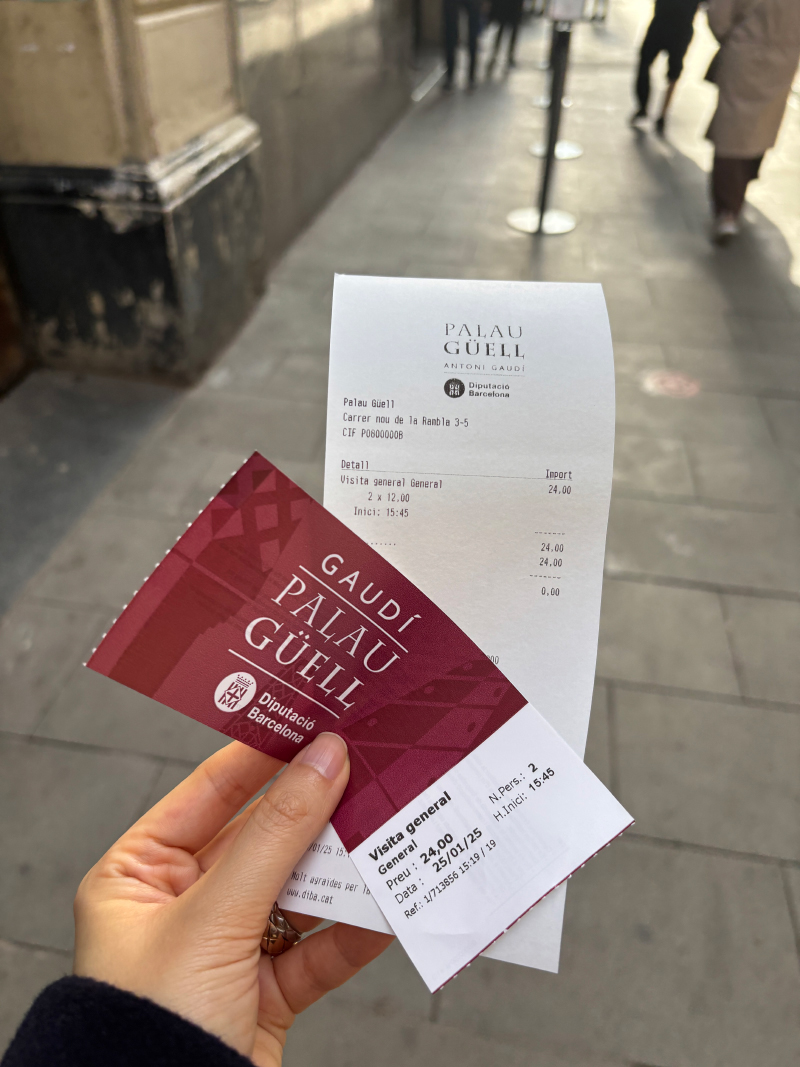 PALAU
GÜELL
ANTONI GAUDÍ
Diputació
Barcelona
Palau Güell
Carrer nou de la Rambla 3-5
CIF P0800000B
Detall Import
Visita general General 24.00
2 x 12.00
Inici: 15:45
24.00
24.00
0,00
GAUDÍ
PALAU
GÜELL
Diputació
Barcelona
Visita general
General
Preu : 24,00
Data : 25/01/25
Ref.: 1/713856 15:19 / 19
N.Pers.: 2
H.Inici: 15:45
agraïdes per
www.diba.cat